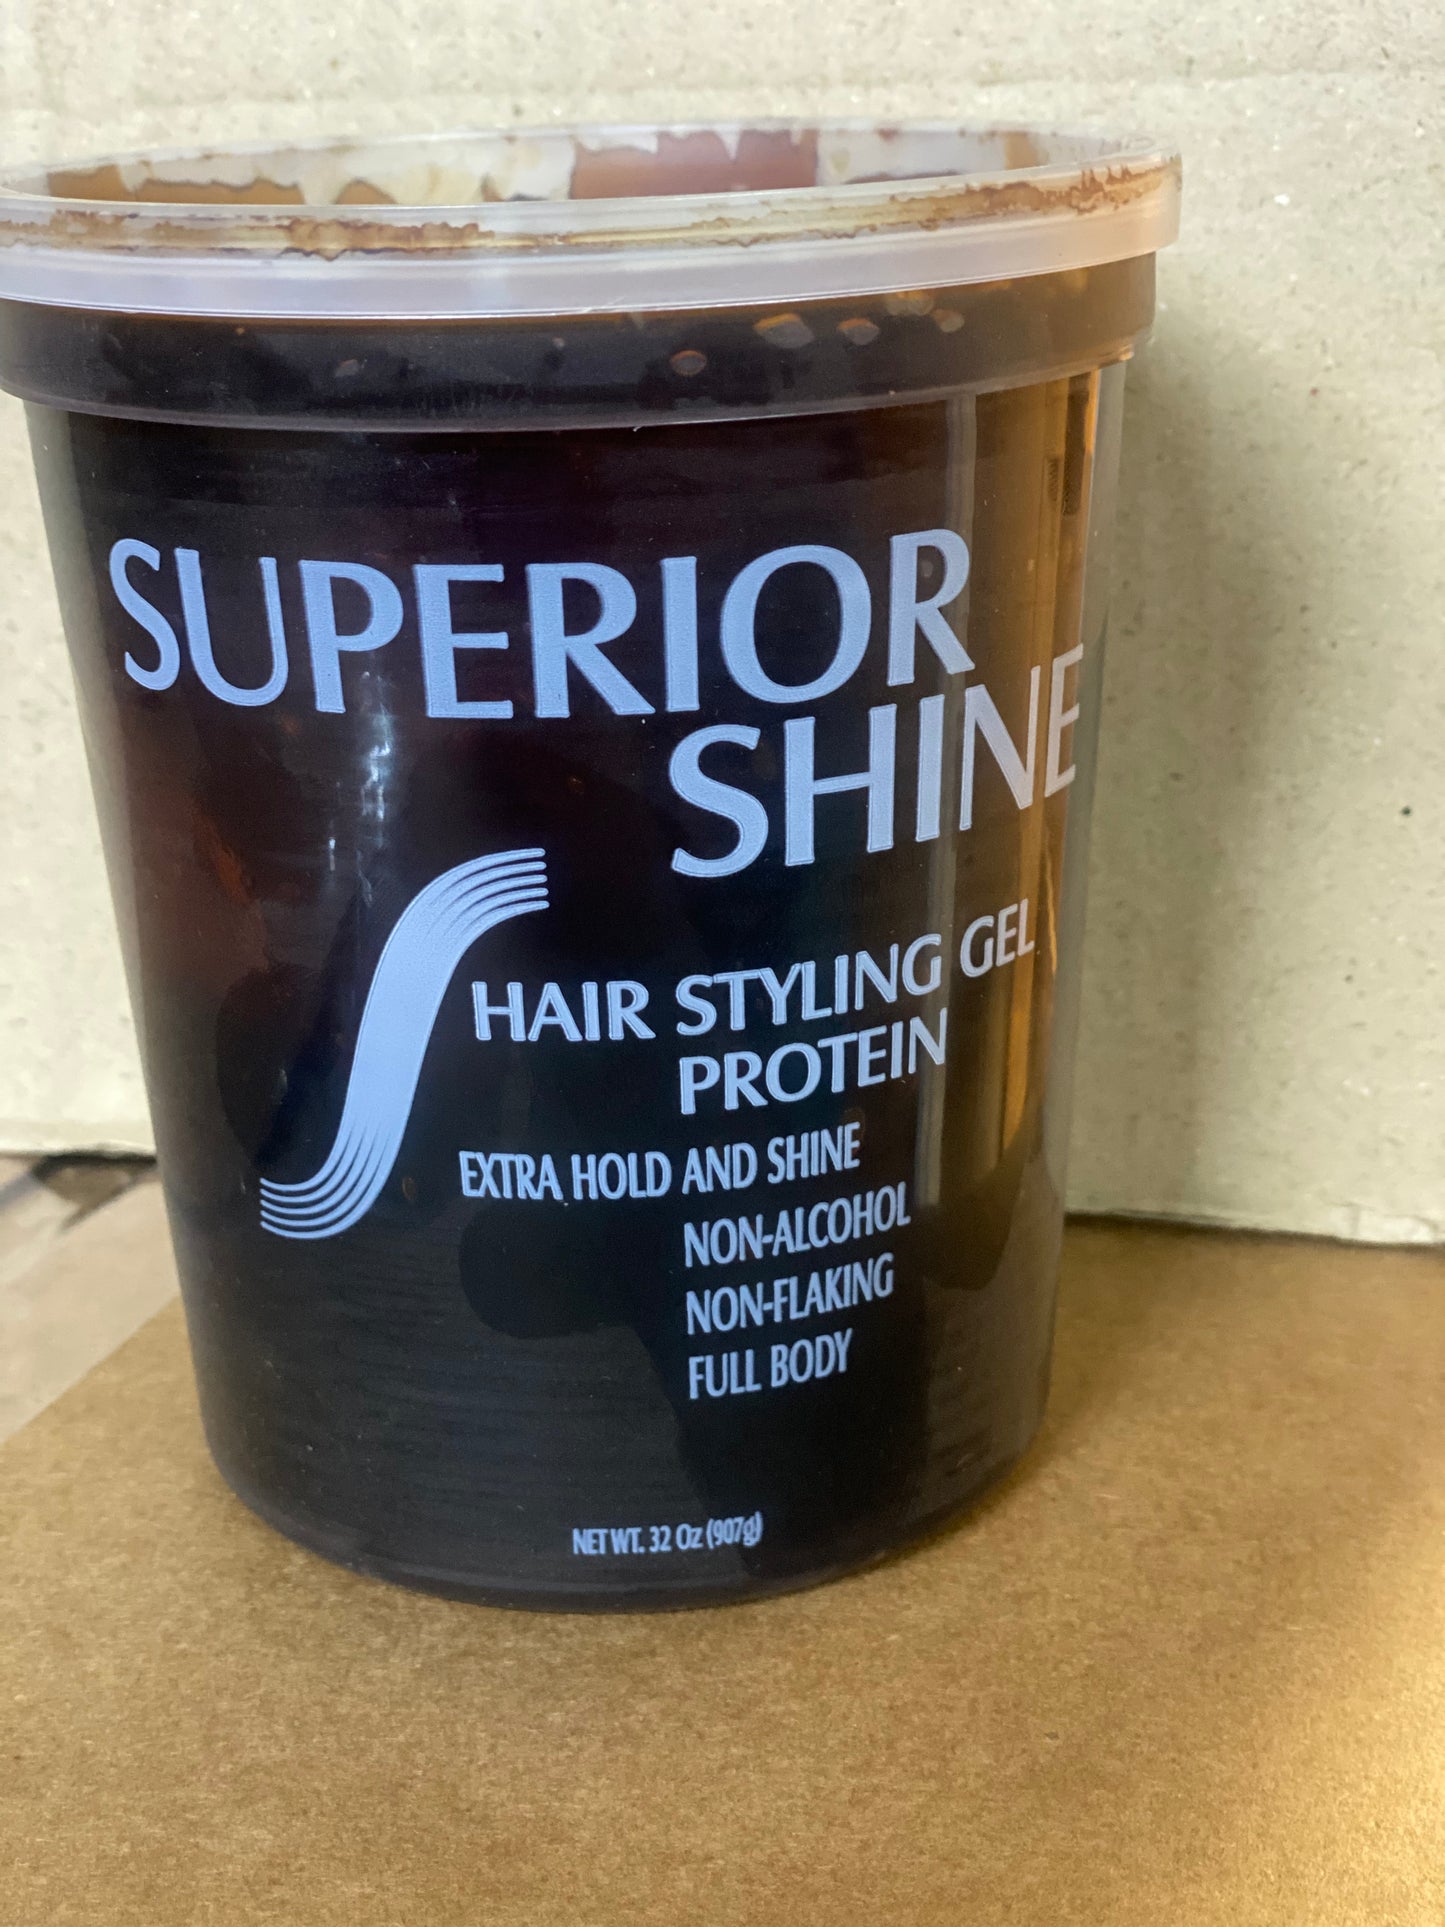 SUPERIOR
SHINE
HAIR STYLING GEL
PROTEIN
EXTRA HOLD AND SHINE
NON-ALCOHOL
NON-FLAKING
FULL BODY
NET WT. 32 Oz (907g)